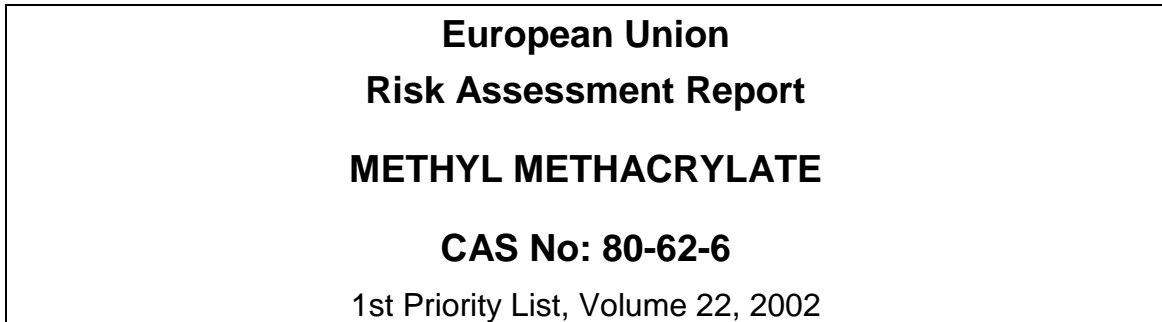 European Union
Risk Assessment Report
METHYL METHACRYLATE
CAS No: 80-62-6
1st Priority List, Volume 22, 2002